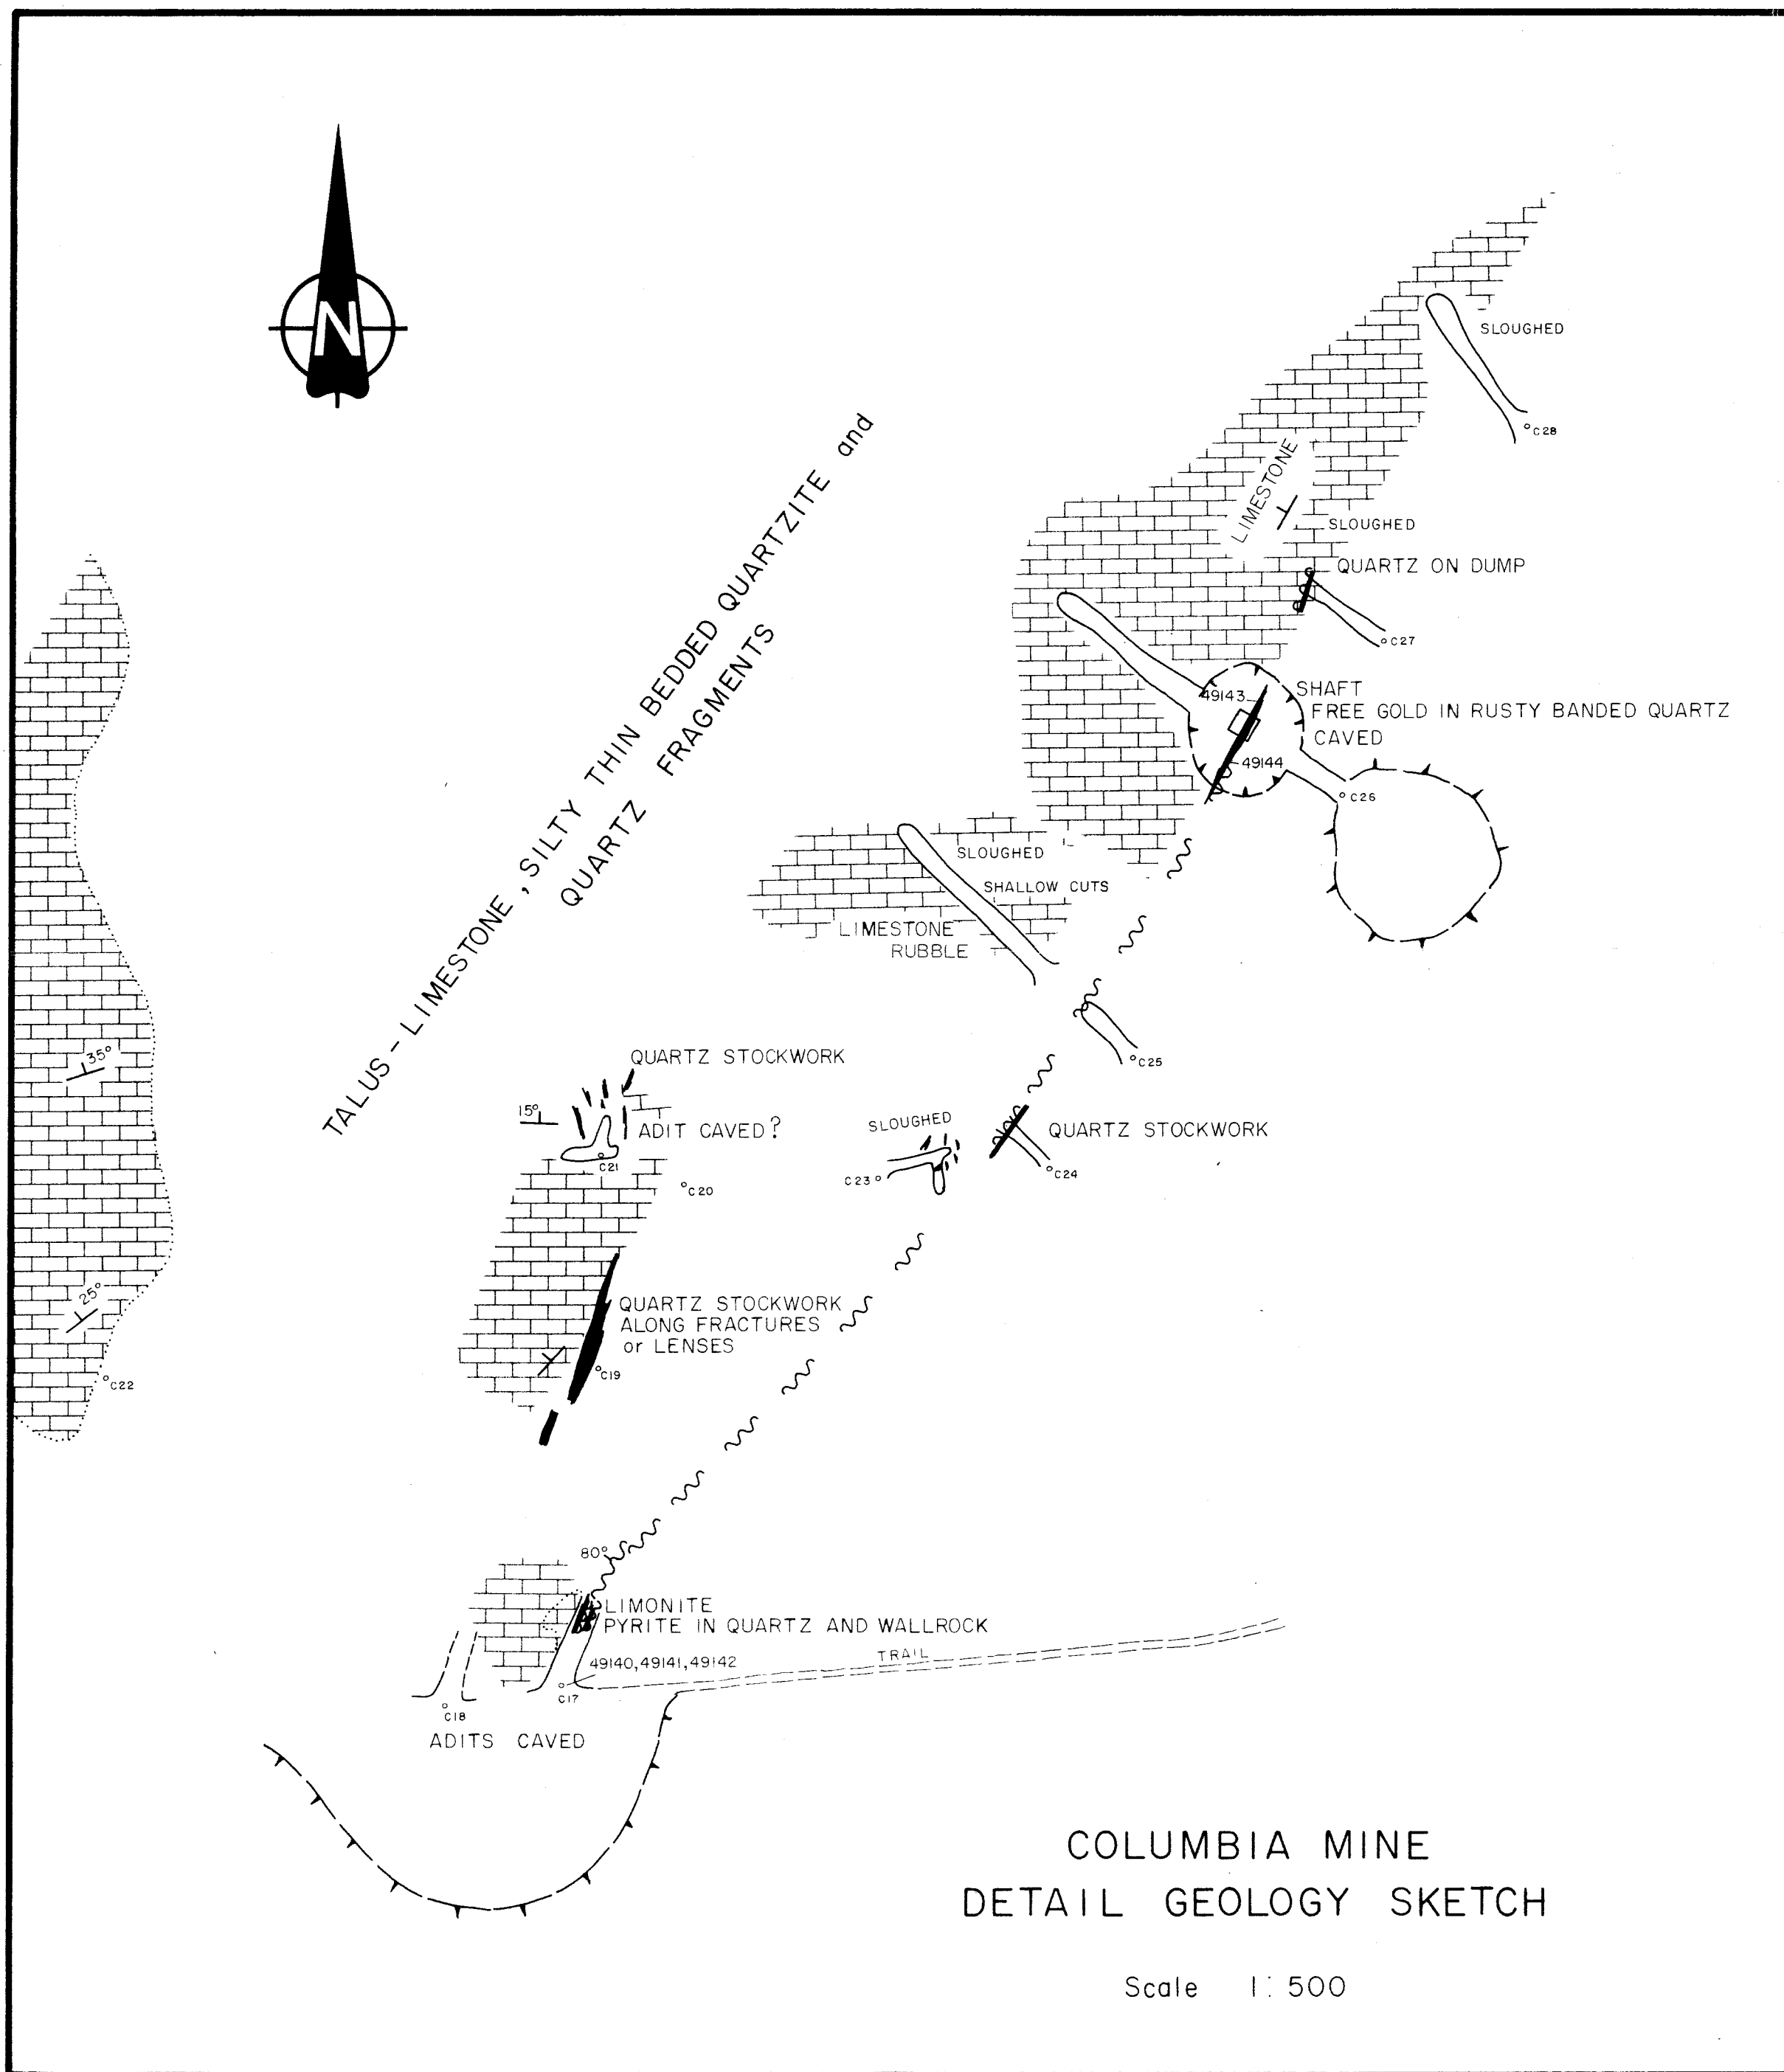 N
SLOUGHED
C28
LIMESTONE
SLOUGHED
QUARTZ ON DUMP
C27
TALUS - LIMESTONE, SILTY THIN BEDDED QUARTZITE and
QUARTZ FRAGMENTS
49143
SHAFT
FREE GOLD IN RUSTY BANDED QUARTZ
CAVED
49144
C26
SLOUGHED
SHALLOW CUTS
LIMESTONE
RUBBLE
35°
QUARTZ STOCKWORK
C25
15°
ADIT CAVED?
SLOUGHED
QUARTZ STOCKWORK
C21
C20
C23
C24
25°
QUARTZ STOCKWORK
ALONG FRACTURES
or LENSES
C19
C22
80°
LIMONITE
PYRITE IN QUARTZ AND WALLROCK
TRAIL
49140,49141,49142
C17
C18
ADITS CAVED
COLUMBIA MINE
DETAIL GEOLOGY SKETCH
Scale 1:500